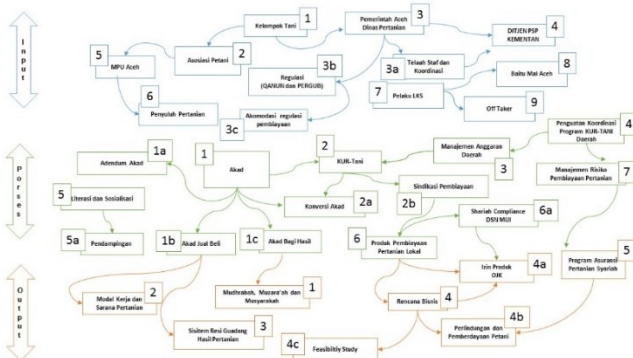 Input
Kelompok Tani
1
Pemerintah Aceh
Dinas Pertanian
3
DITJEN PSP
KEMENTAN
4
5
MPU Aceh
Asosiasi Petani
2
3b
Regulasi
(QANUN dan PERGUB)
3a
Telaah Staf dan
Koordinasi
Baitu Mal Aceh
8
6
Penyuluh Pertanian
7
Pelaku LKS
3c
Akomodasi regulasi
pembiayaan
Off Taker
9
Porses
1a
Adendum Akad
1
Akad
2
KUR-Tani
Manajemen Anggaran
Daerah
3
Penguatan Koordinasi
Program KUR-TANI
Daerah
4
Manajemen Risiko
Pembiayaan Pertanian
7
5
Literasi dan Sosialisasi
Konversi Akad
2a
Sindikasi Pembiayaan
2b
5a
Pendampingan
1b
Akad Jual Beli
1c
Akad Bagi Hasil
6
Produk Pembiayaan
Pertanian Lokal
Shariah Compliance
DSN MUI
6a
Output
Modal Kerja dan
Sarana Pertanian
2
Mudhrabah, Muzara'ah dan
Musyarakah
1
Izin Produk
OJK
4a
Program Asuransi
Pertanian Syariah
5
Sisitem Resi Guadang
Hasil Pertanian
3
Rencana Bisnis
4
4c
Feasibiltly Study
Perlindungan dan
Pemberdayaan Petani
4b